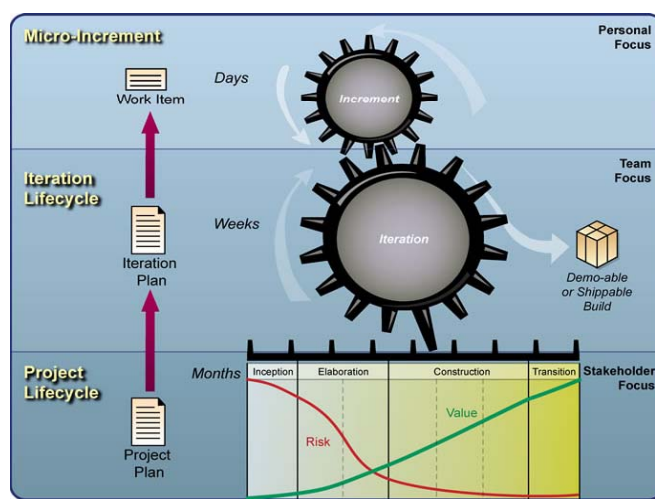 Micro-Increment
Personal
Focus
Days
Work Item
Increment
Iteration
Lifecycle
Team
Focus
Weeks
Iteration
Iteration
Plan
Demo-able
or Shippable
Build
Project
Lifecycle
Months
Inception
Elaboration
Construction
Transition
Stakeholder
Focus
Value
Risk
Project
Plan